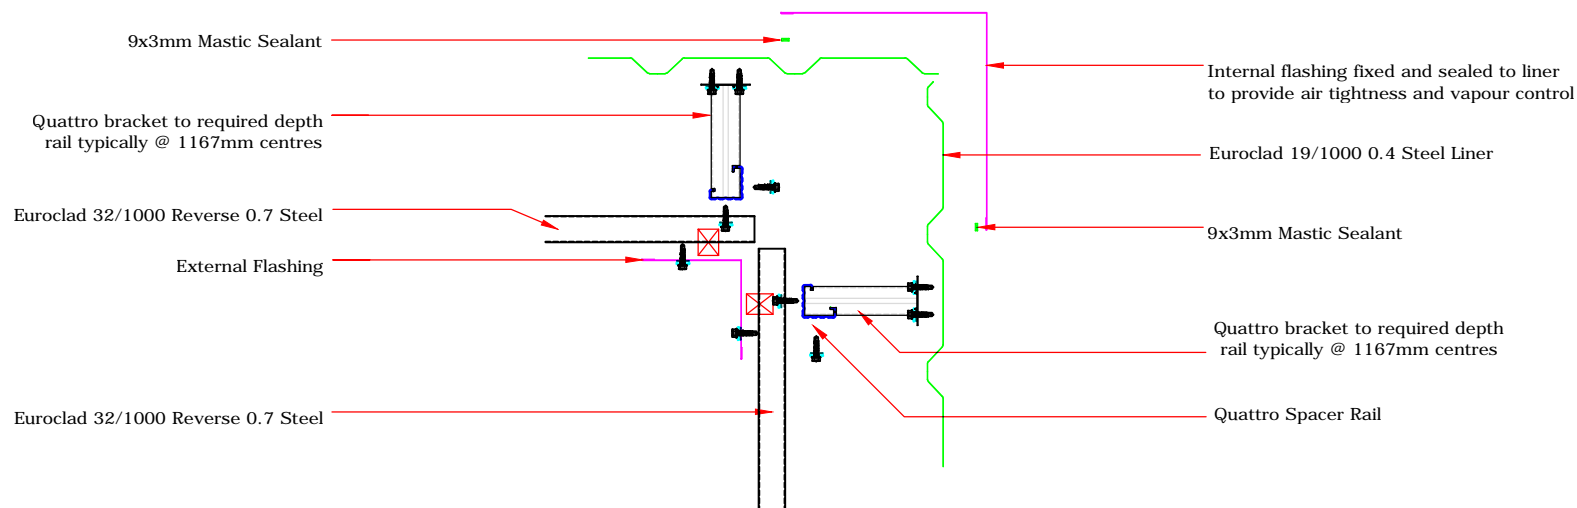 9x3mm Mastic Sealant
Quattro bracket to required depth
rail typically @ 1167mm centres
Euroclad 32/1000 Reverse 0.7 Steel
External Flashing
Euroclad 32/1000 Reverse 0.7 Steel
Internal flashing fixed and sealed to liner
to provide air tightness and vapour control
Euroclad 19/1000 0.4 Steel Liner
9x3mm Mastic Sealant
Quattro bracket to required depth
rail typically @ 1167mm centres
Quattro Spacer Rail